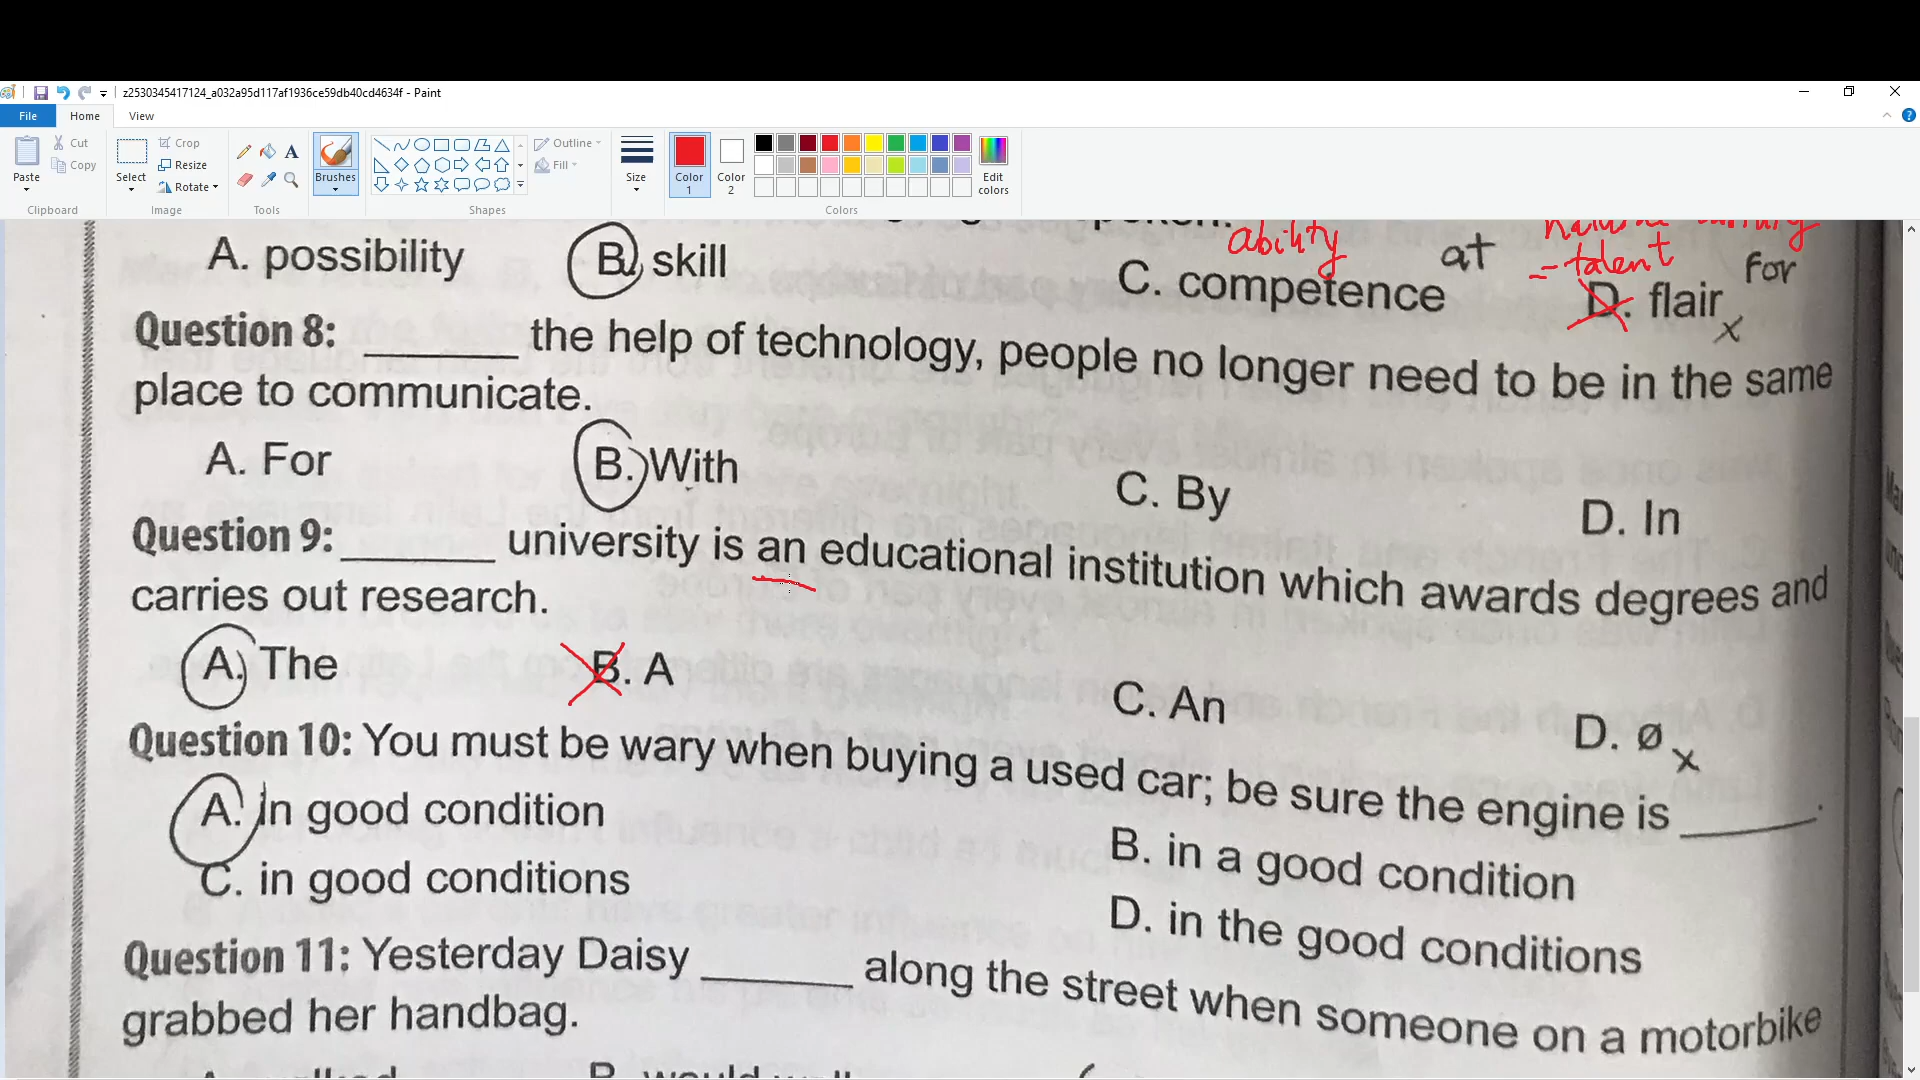 z2530345417124_a032a95d117af1936ce59db40cd4634f - Paint
File Home View
Paste Cut Copy Select Crop Resize Rotate A Brushes Outline Fill Size Color 1 Color 2 Edit colors
Clipboard Image Tools Shapes Colors
ability at = talent for
A. possibility B. skill C. competence D. flair x
Question 8: ______ the help of technology, people no longer need to be in the same
place to communicate.
A. For B. With C. By D. In
Question 9: ______ university is an educational institution which awards degrees and
carries out research.
A. The B. A C. An D. ø x
Question 10: You must be wary when buying a used car; be sure the engine is ______.
A. In good condition B. in a good condition
C. in good conditions D. in the good conditions
Question 11: Yesterday Daisy ______ along the street when someone on a motorbike
grabbed her handbag.